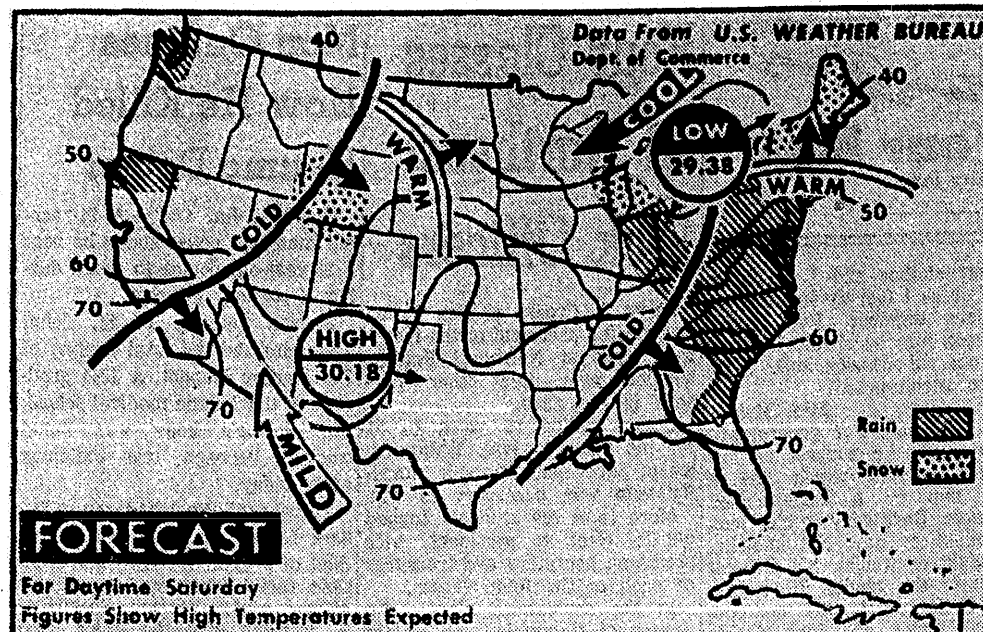 Data From U.S. WEATHER BUREAU
Dept. of Commerce
40
COOL
40
LOW
29.38
WARM
50
WARM
50
COLD
60
70
HIGH
30.18
COLD
60
70
MILD
70
70
Rain
Snow
FORECAST
For Daytime Saturday
Figures Show High Temperatures Expected